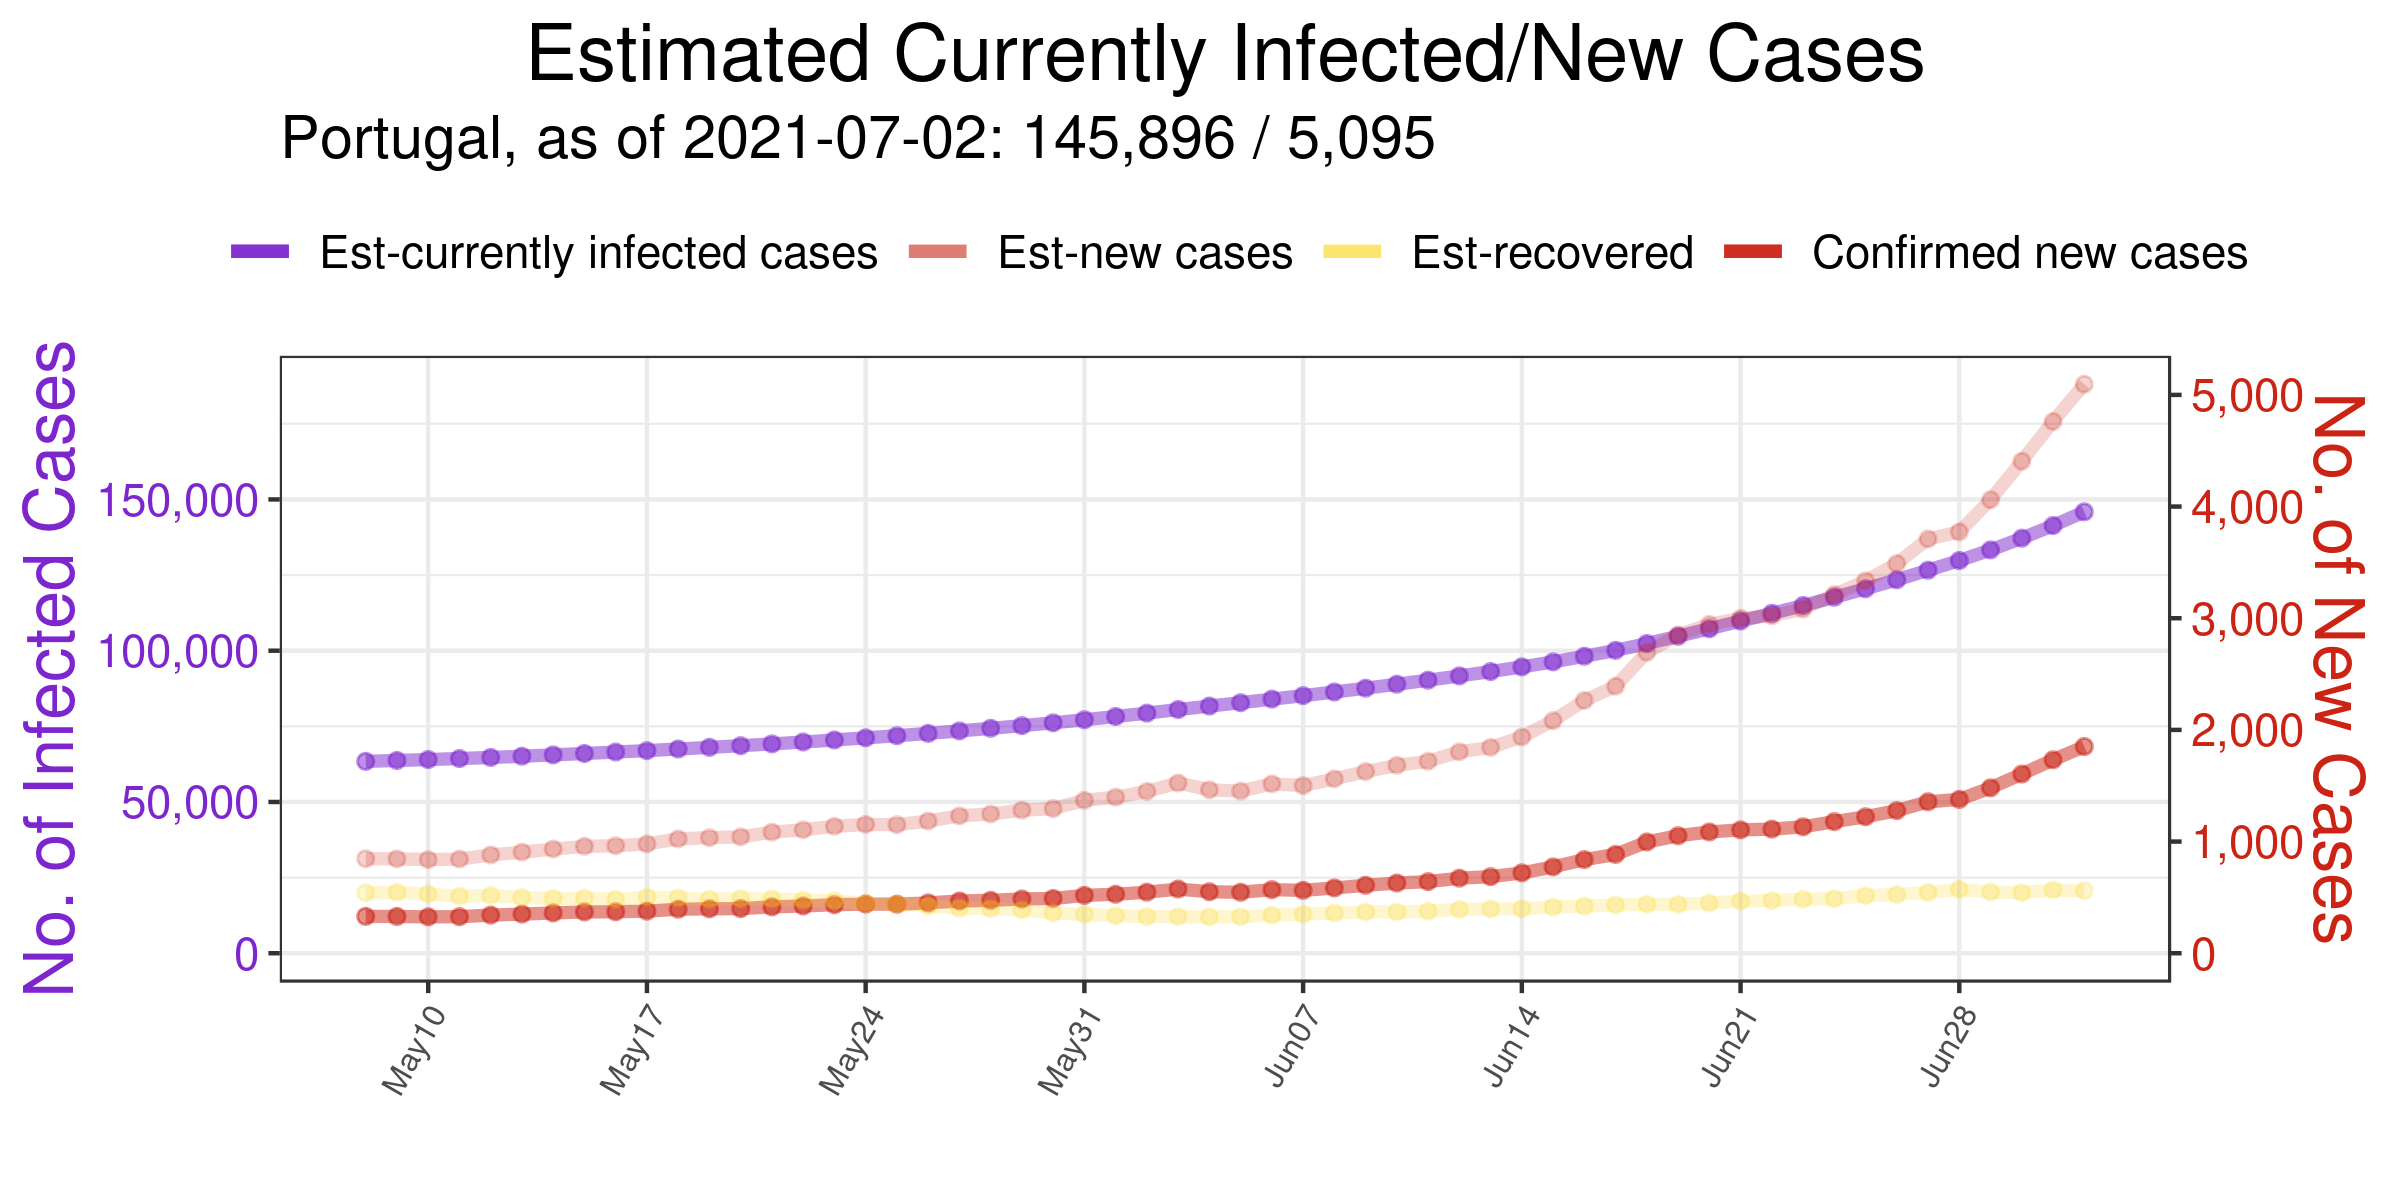 Estimated Currently Infected/New Cases
Portugal, as of 2021-07-02: 145,896 / 5,095
Est-currently infected cases Est-new cases Est-recovered Confirmed new cases
No. of Infected Cases
150,000
100,000
50,000
0
5,000
4,000
3,000
2,000
1,000
0
No. of New Cases
May10 May17 May24 May31 Jun07 Jun14 Jun21 Jun28